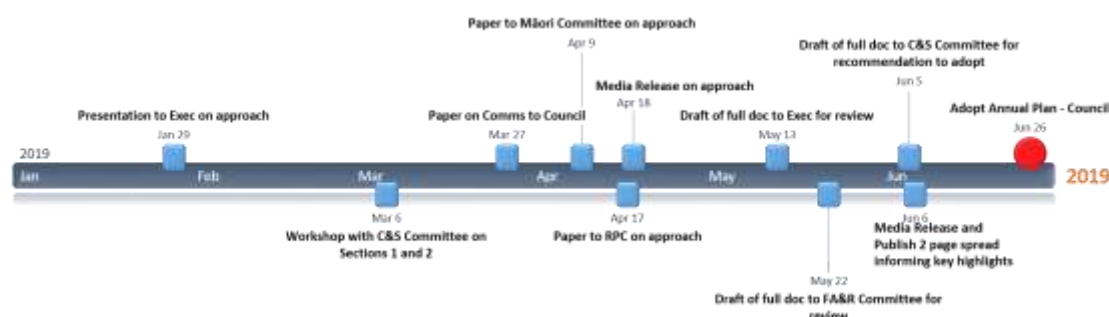 Paper to Māori Committee on approach
Apr 9
Draft of full doc to C&S Committee for
recommendation to adopt
Jun 5
Media Release on approach
Apr 18
Adopt Annual Plan - Council
Jun 26
Presentation to Exec on approach
Jan 29
Paper on Comms to Council
Mar 27
Draft of full doc to Exec for review
May 13
2019
Jan Feb Mar Apr May Jun 2019
Mar 6
Workshop with C&S Committee on
Sections 1 and 2
Apr 17
Paper to RPC on approach
Jun 6
Media Release and
Publish 2 page spread
informing key highlights
May 22
Draft of full doc to FA&R Committee for
review